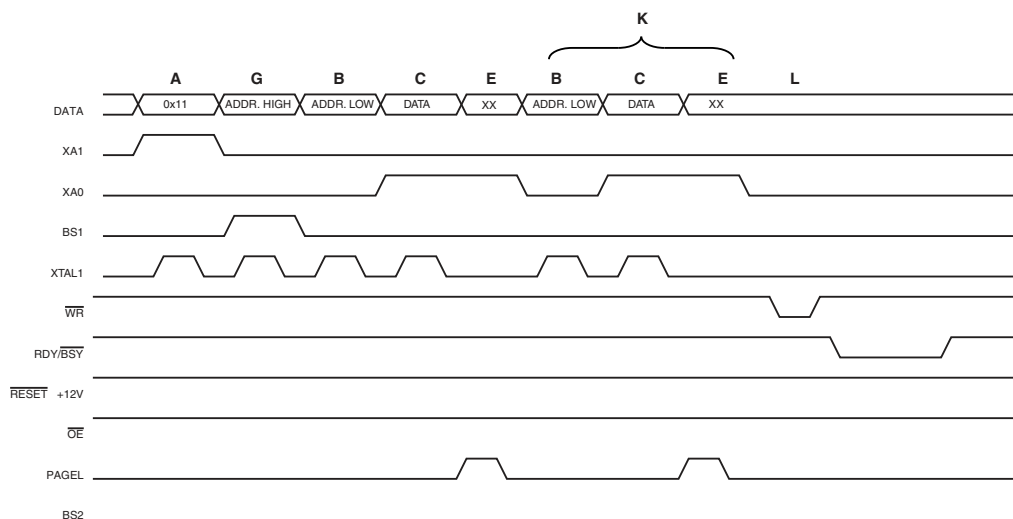 K
A G B C E B C E L
DATA 0x11 ADDR. HIGH ADDR. LOW DATA XX ADDR. LOW DATA XX
XA1
XA0
BS1
XTAL1
WR
RDY/BSY
RESET +12V
OE
PAGEL
BS2